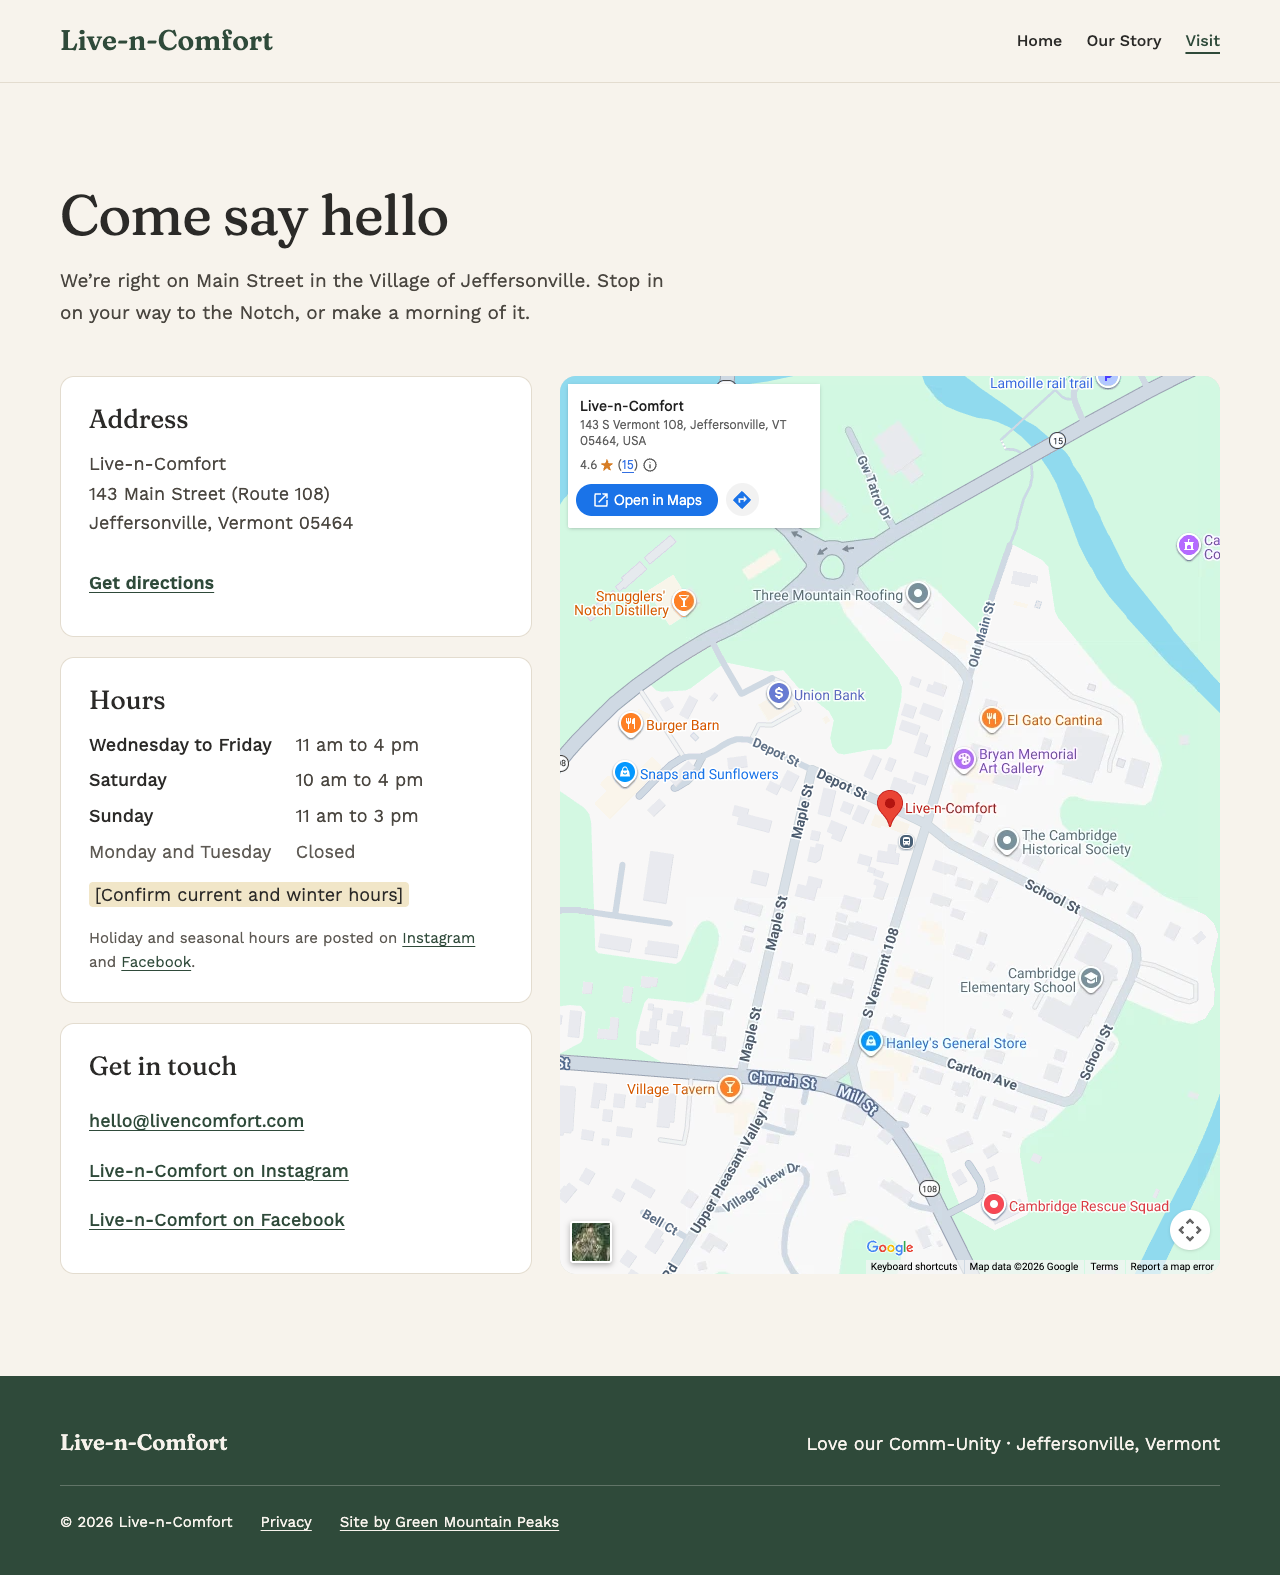 Live-n-Comfort
Home Our Story Visit
Come say hello
We’re right on Main Street in the Village of Jeffersonville. Stop in
on your way to the Notch, or make a morning of it.
Address
Live-n-Comfort
143 Main Street (Route 108)
Jeffersonville, Vermont 05464
Get directions
Hours
Wednesday to Friday 11 am to 4 pm
Saturday 10 am to 4 pm
Sunday 11 am to 3 pm
Monday and Tuesday Closed
[Confirm current and winter hours]
Holiday and seasonal hours are posted on Instagram
and Facebook.
Get in touch
hello@livencomfort.com
Live-n-Comfort on Instagram
Live-n-Comfort on Facebook
Live-n-Comfort
143 S Vermont 108, Jeffersonville, VT
05464, USA
4.6 (15)
Open in Maps
Lamoille rail trail
P
15
Gw Tatro Dr
Ca
Co
Smugglers'
Notch Distillery
Three Mountain Roofing
Old Main St
Union Bank
Burger Barn
El Gato Cantina
Depot St
Bryan Memorial
Art Gallery
Snaps and Sunflowers
Depot St
Maple St
Live-n-Comfort
The Cambridge
Historical Society
School St
Maple St
S Vermont 108
Cambridge
Elementary School
Maple St
School St
Hanley's General Store
St
Church St
Carlton Ave
Village Tavern
Mill St
Upper Pleasant Valley Rd
Village View Dr
108
Cambridge Rescue Squad
Bell Ct
Rd
Google
Keyboard shortcuts Map data ©2026 Google Terms Report a map error
Live-n-Comfort
Love our Comm-Unity · Jeffersonville, Vermont
© 2026 Live-n-Comfort Privacy Site by Green Mountain Peaks